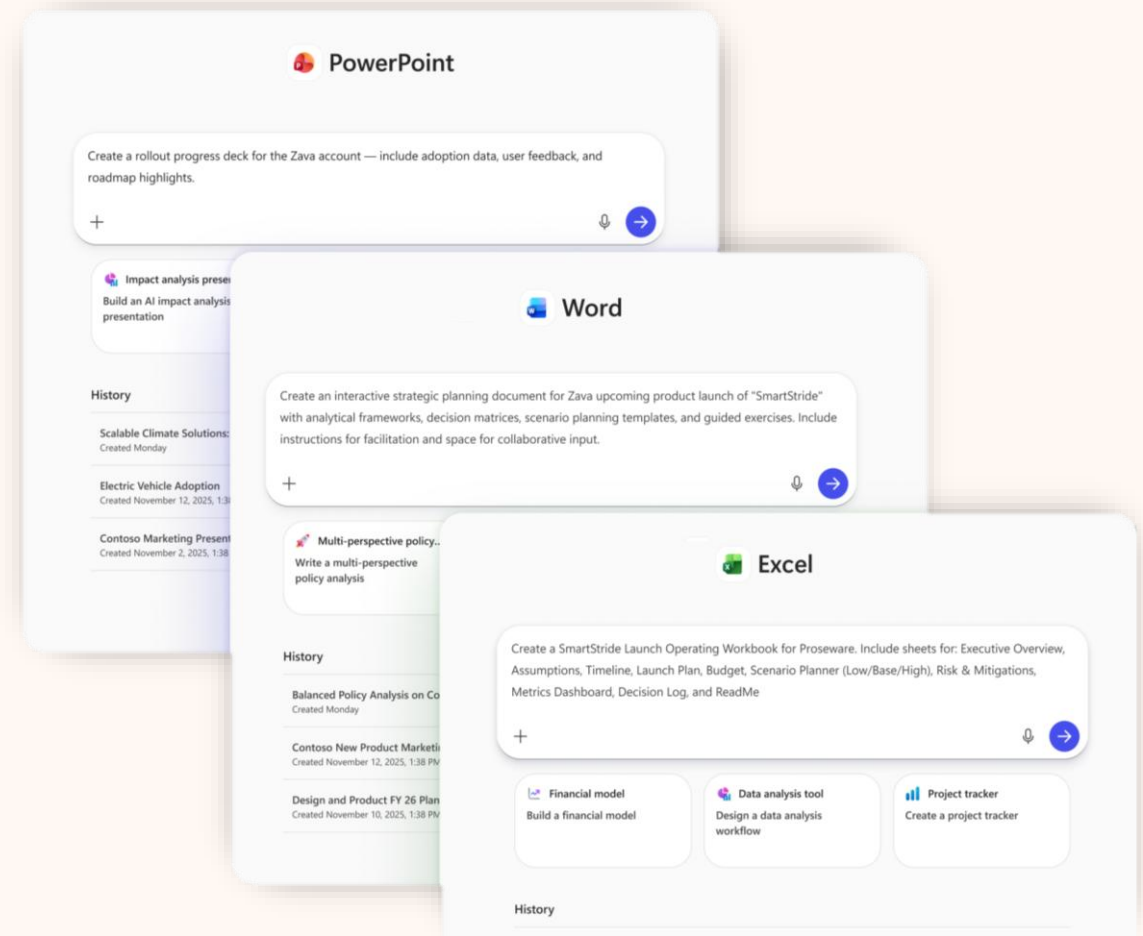 PowerPoint
Create a rollout progress deck for the Zava account — include adoption data, user feedback, and
roadmap highlights.
Impact analysis
Build an AI impact analysis
presentation
History
Scalable Climate Solutions:
Created Monday
Electric Vehicle Adoption
Created November 12, 2025,
Contoso Marketing
Created November 2, 2025, 1:38
Word
Create an interactive strategic planning document for Zava upcoming product launch of "SmartStride"
with analytical frameworks, decision matrices, scenario planning templates, and guided exercises. Include
instructions for facilitation and space for collaborative input.
Multi-perspective policy...
Write a multi-perspective
policy analysis
History
Balanced Policy Analysis on
Created Monday
Contoso New Product
Created November 12, 2025, 1:38 PM
Design and Product FY 26 Plan
Created November 10, 2025, 1:38 PM
Excel
Create a SmartStride Launch Operating Workbook for Proseware. Include sheets for: Executive Overview,
Assumptions, Timeline, Launch Plan, Budget, Scenario Planner (Low/Base/High), Risk & Mitigations,
Metrics Dashboard, Decision Log, and ReadMe
Financial model
Build a financial model
Data analysis tool
Design a data analysis
workflow
Project tracker
Create a project tracker
History